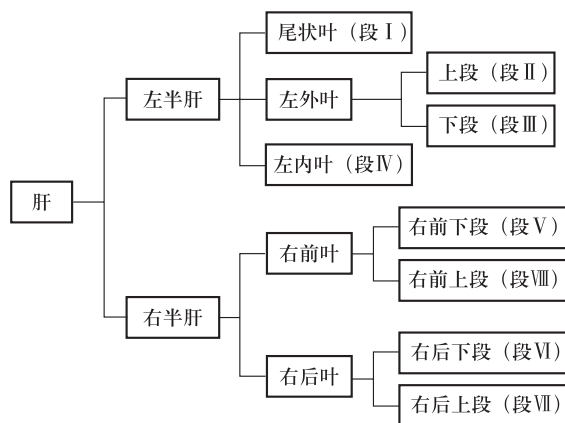 肝
左半肝
尾状叶（段Ⅰ）
左外叶
上段（段Ⅱ）
下段（段Ⅲ）
左内叶（段Ⅳ）
右半肝
右前叶
右前下段（段Ⅴ）
右前上段（段Ⅷ）
右后叶
右后下段（段Ⅵ）
右后上段（段Ⅶ）